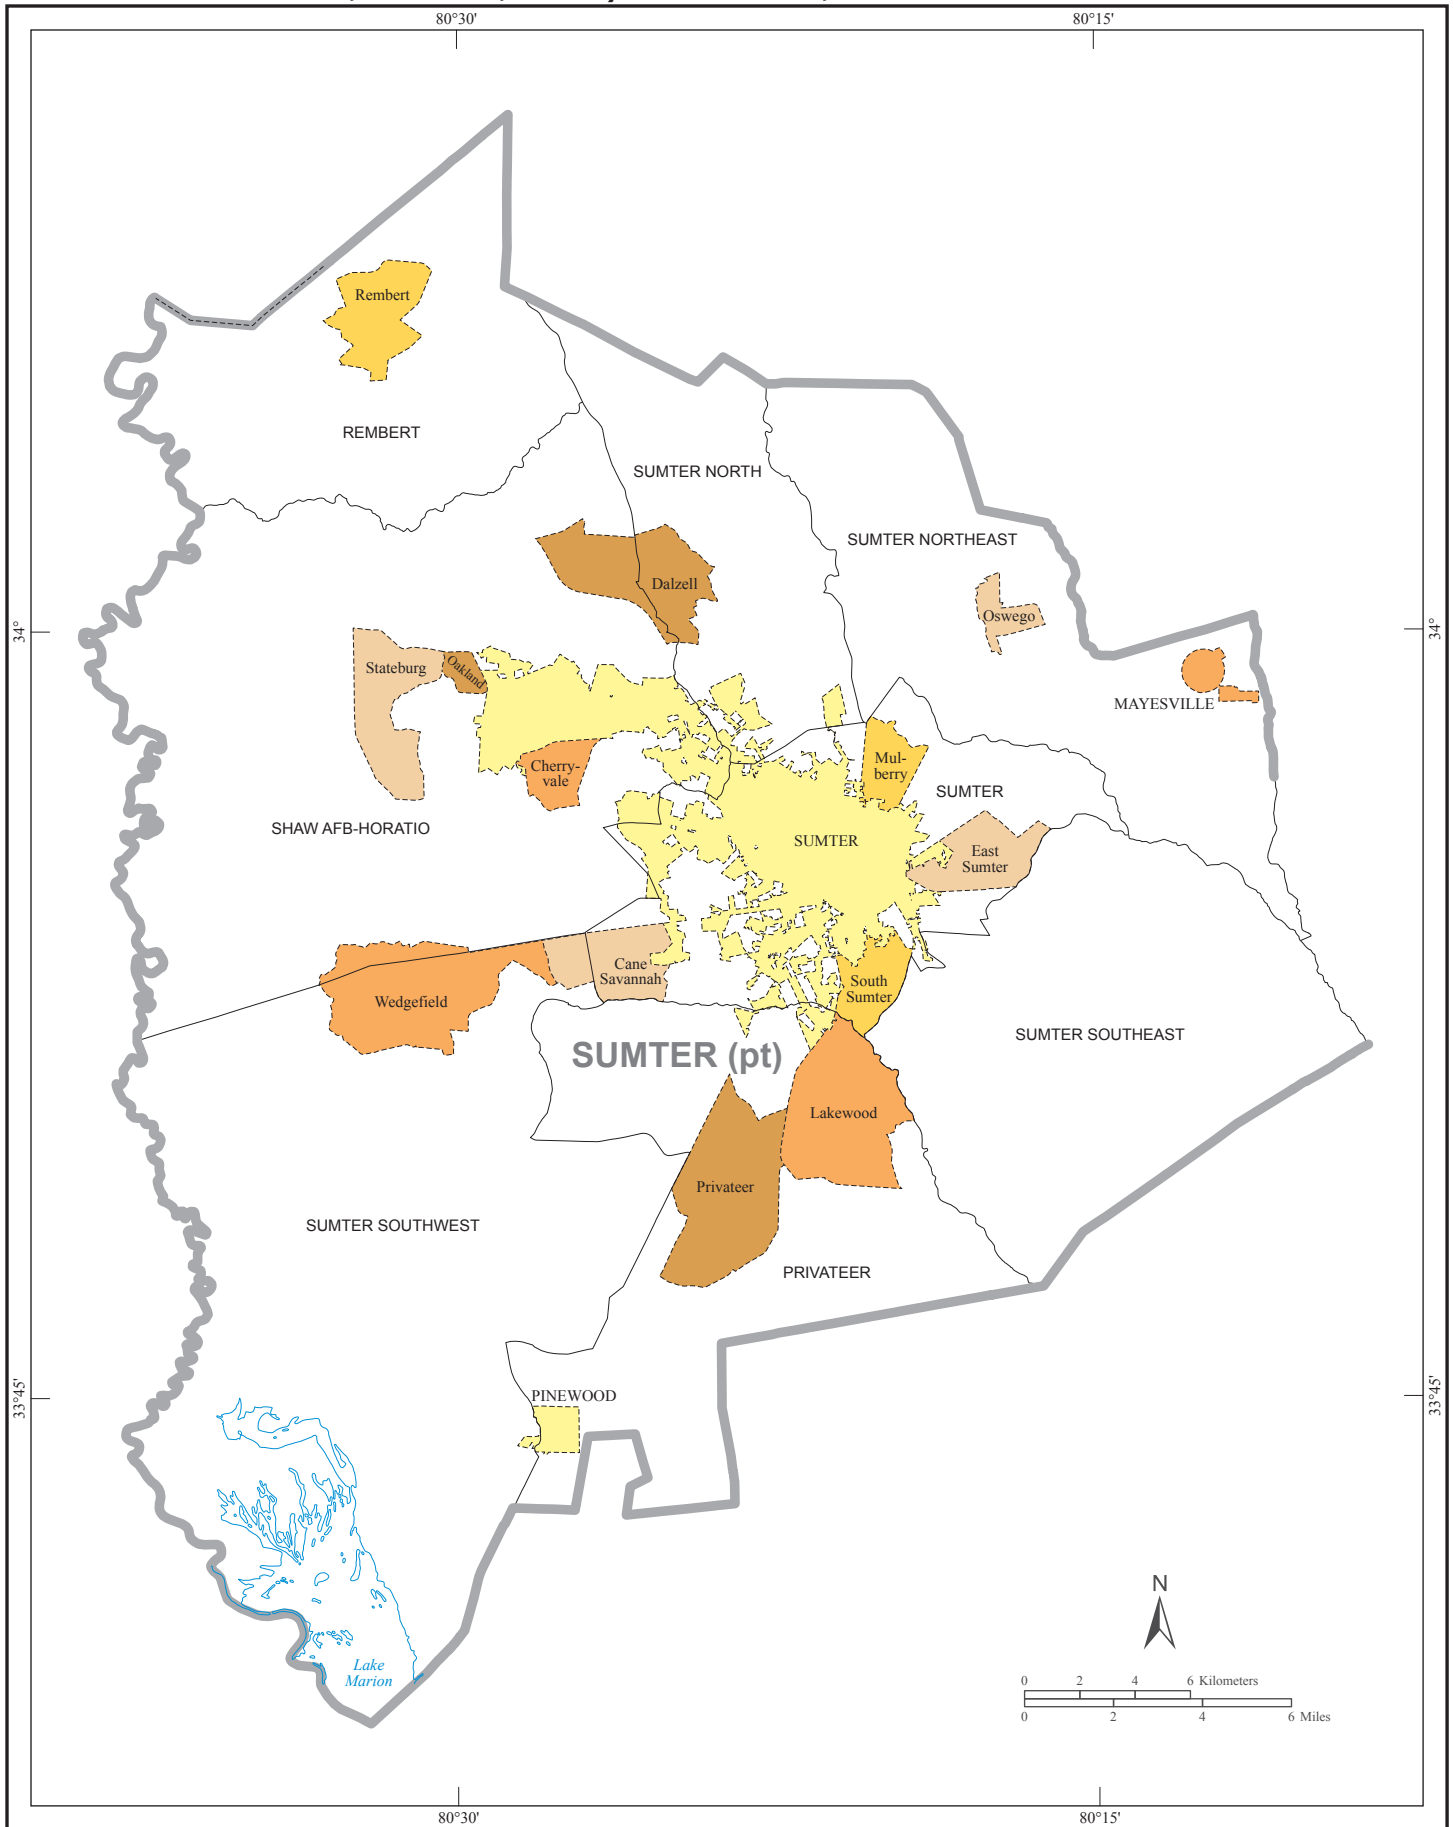 80°30'
80°15'
Rembert
REMBERT
SUMTER NORTH
SUMTER NORTHEAST
Dalzell
Oswego
34°
34°
Stateburg
Oakland
MAYESVILLE
Cherry-
vale
Mul-
berry
SUMTER
SHAW AFB-HORATIO
SUMTER
East
Sumter
Cane
Savannah
Wedgefield
South
Sumter
SUMTER SOUTHEAST
SUMTER (pt)
Lakewood
Privateer
SUMTER SOUTHWEST
PRIVATEER
33°45'
33°45'
PINEWOOD
N
Lake
Marion
0 2 4 6 Kilometers
0 2 4 6 Miles
80°30'
80°15'